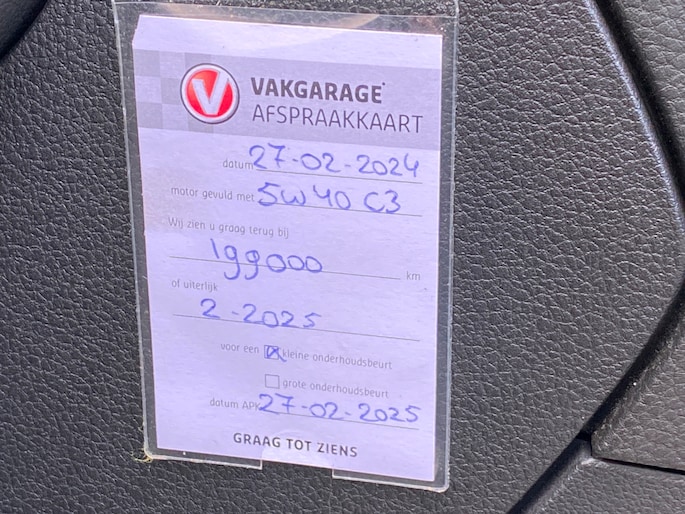 V
VAKGARAGE
AFSPRAAKKAART
datum 27-02-2024
motor gevuld met 5W40 C3
Wij zien u graag terug bij
199000 km
of uiterlijk
2-2025
voor een kleine onderhoudsbeurt
grote onderhoudsbeurt
datum APK 27-02-2025
GRAAG TOT ZIENS